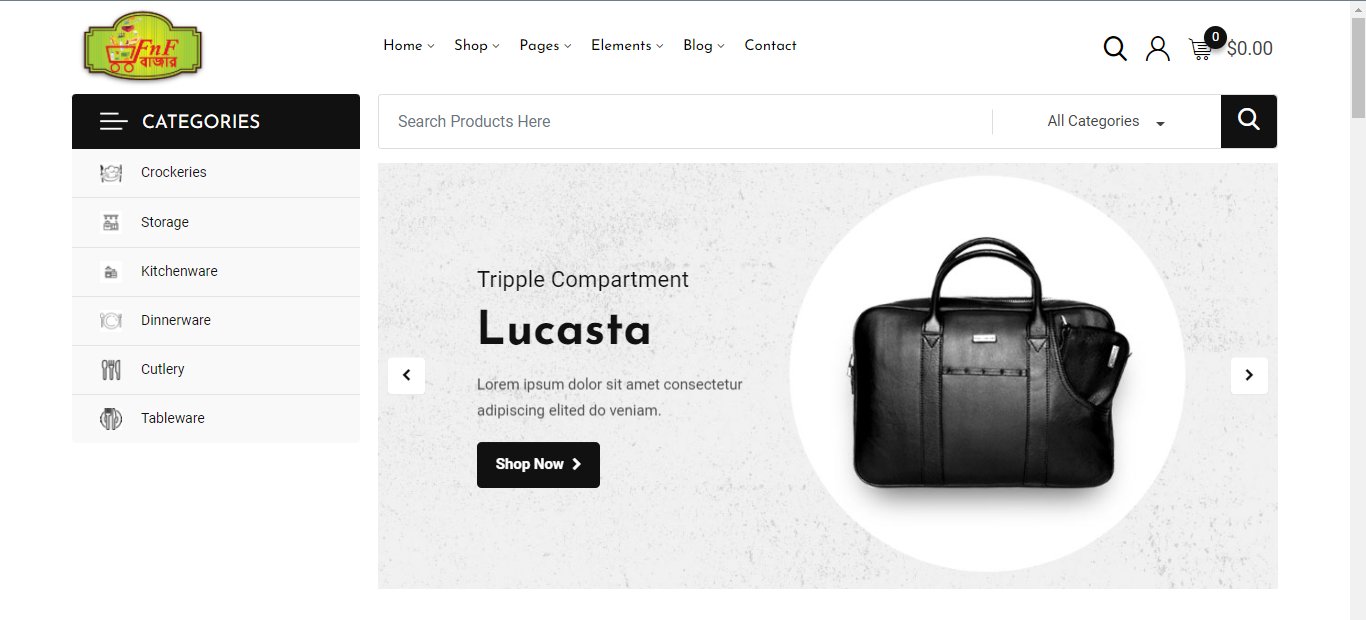 FnF
বাজার
Home
Shop
Pages
Elements
Blog
Contact
0
$0.00
CATEGORIES
Search Products Here
All Categories
Crockeries
Storage
Kitchenware
Dinnerware
Cutlery
Tableware
Tripple Compartment
Lucasta
Lorem ipsum dolor sit amet consectetur
adipiscing elited do veniam.
Shop Now